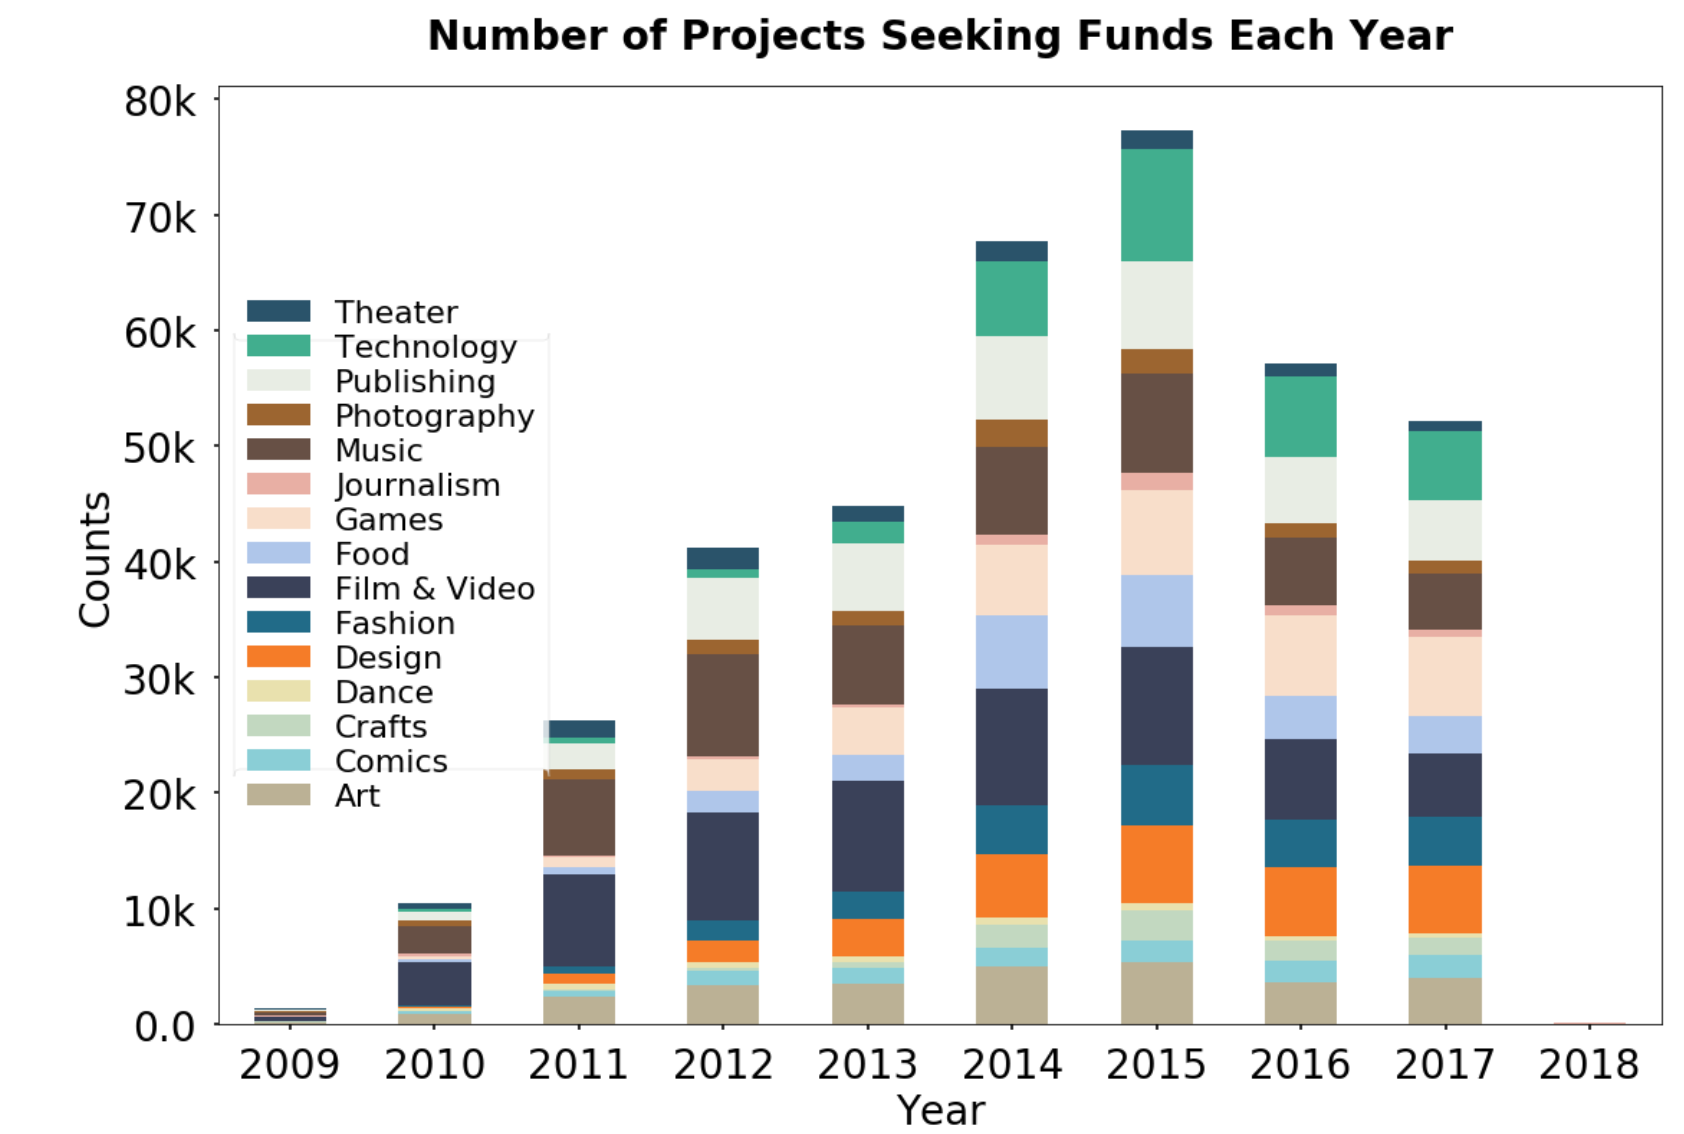 Number of Projects Seeking Funds Each Year
80k
70k
60k
50k
40k
30k
20k
10k
0.0
Counts
Theater
Technology
Publishing
Photography
Music
Journalism
Games
Food
Film & Video
Fashion
Design
Dance
Crafts
Comics
Art
2009 2010 2011 2012 2013 2014 2015 2016 2017 2018
Year